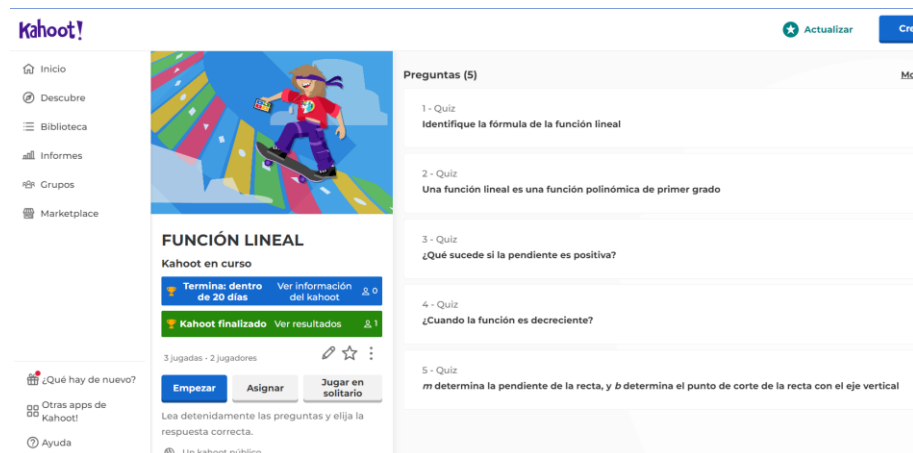 Kahoot!
Actualizar
Inicio
Descubre
Biblioteca
Informes
Grupos
Marketplace
¿Qué hay de nuevo?
Otras apps de
Kahoot!
Ayuda
FUNCIÓN LINEAL
Kahoot en curso
Termina: dentro
de 20 días
Ver información
del kahoot
0
Kahoot finalizado Ver resultados 1
3 jugadas - 2 jugadores
Empezar
Asignar
Jugar en
solitario
Lea detenidamente las preguntas y elija la
respuesta correcta.
Un kahoot público
Preguntas (5)
1 - Quiz
Identifique la fórmula de la función lineal
2 - Quiz
Una función lineal es una función polinómica de primer grado
3 - Quiz
¿Qué sucede si la pendiente es positiva?
4 - Quiz
¿Cuando la función es decreciente?
5 - Quiz
m determina la pendiente de la recta, y b determina el punto de corte de la recta con el eje vertical